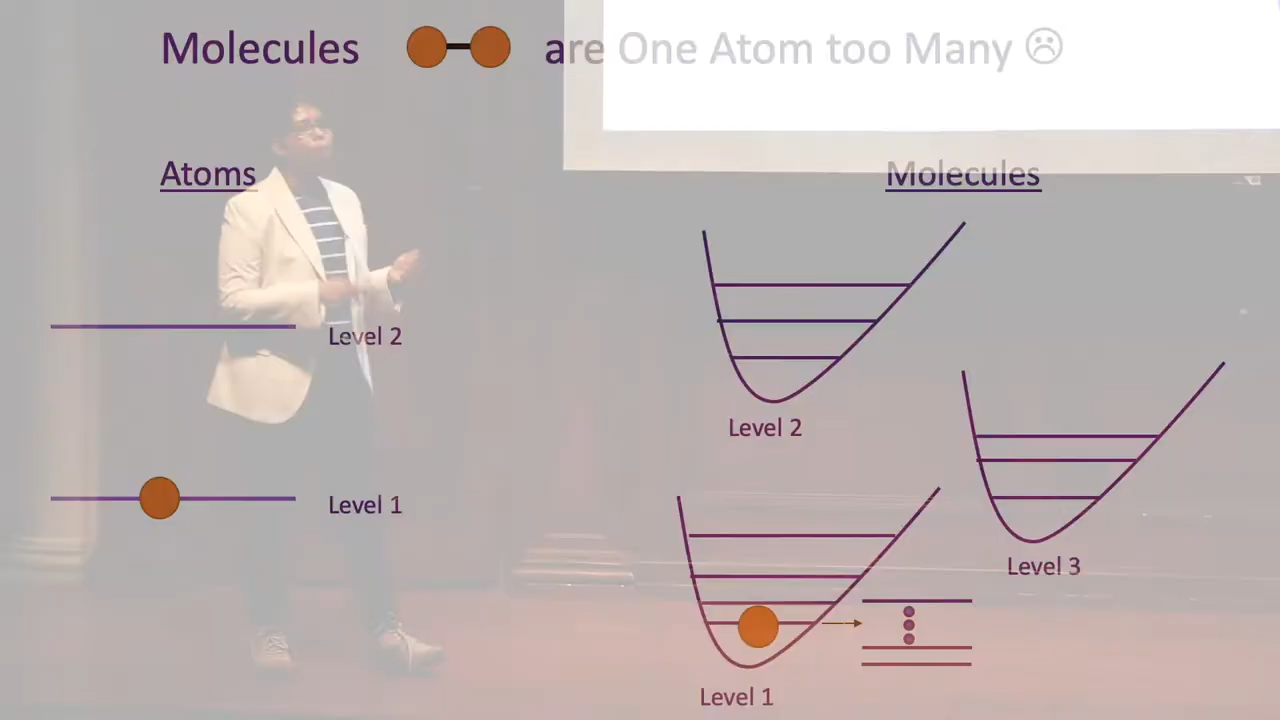 Molecules are One Atom too Many ☹
Atoms
Molecules
Level 2
Level 1
Level 2
Level 3
Level 1